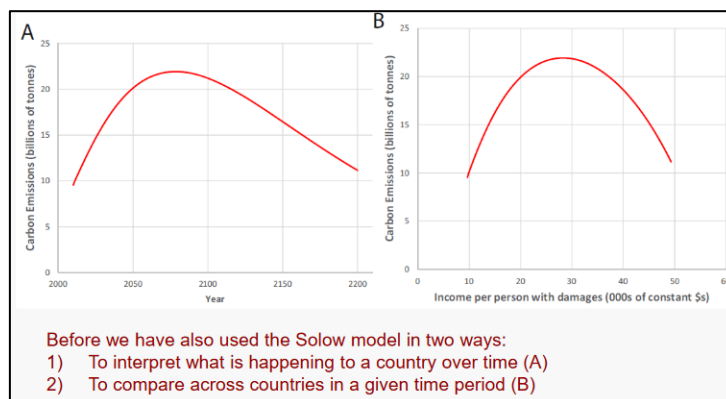 A
Carbon Emissions (billions of tonnes)
25
20
15
10
5
0
2000
2050
2100
2150
2200
Year
B
Carbon Emissions (billions of tonnes)
25
20
15
10
5
0
0
10
20
30
40
50
60
Income per person with damages (000s of constant $s)
Before we have also used the Solow model in two ways:
1) To interpret what is happening to a country over time (A)
2) To compare across countries in a given time period (B)